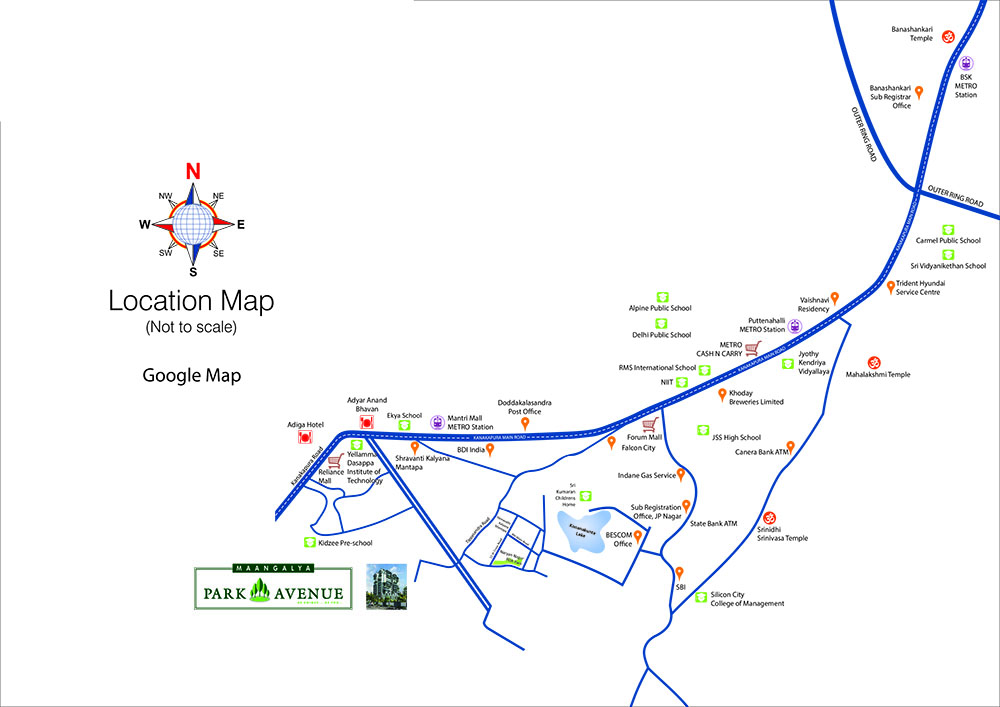 Banashankari
Temple
BSK
METRO
Station
Banashankari
Sub Registrar
Office
OUTER RING ROAD
OUTER RING ROAD
N
NW
NE
W
E
SW
SE
S
Location Map
(Not to scale)
Google Map
KANAKAPURA MAIN ROAD
Carmel Public School
Sri Vidyanikethan School
Trident Hyundai
Service Centre
Vaishnavi
Residency
Alpine Public School
Puttenahalli
METRO Station
Delhi Public School
METRO
CASH N CARRY
KANAKAPURA MAIN ROAD
Jyothy
Kendriya
Vidyallaya
Mahalakshmi Temple
RMS International School
NIIT
Khoday
Breweries Limited
Adyar Anand
Bhavan
Doddakalasandra
Post Office
Ekya School
Mantri Mall
METRO Station
Adiga Hotel
KANAKAPURA MAIN ROAD
Forum Mall
Falcon City
JSS High School
Canera Bank ATM
Kanakapura Road
Yellamma
Dasappa
Institute of
Technology
Reliance
Mall
Shravanti Kalyana
Mantapa
BDI India
Indane Gas Service
Sri
Kumaran
Childrens
Home
Sub Registration
Office, JP Nagar
State Bank ATM
Srinidhi
Srinivasa Temple
Konanakunte
Lake
BESCOM
Office
Kidzee Pre-school
SBI
Silicon City
College of Management
MAANGALYA
PARK AVENUE